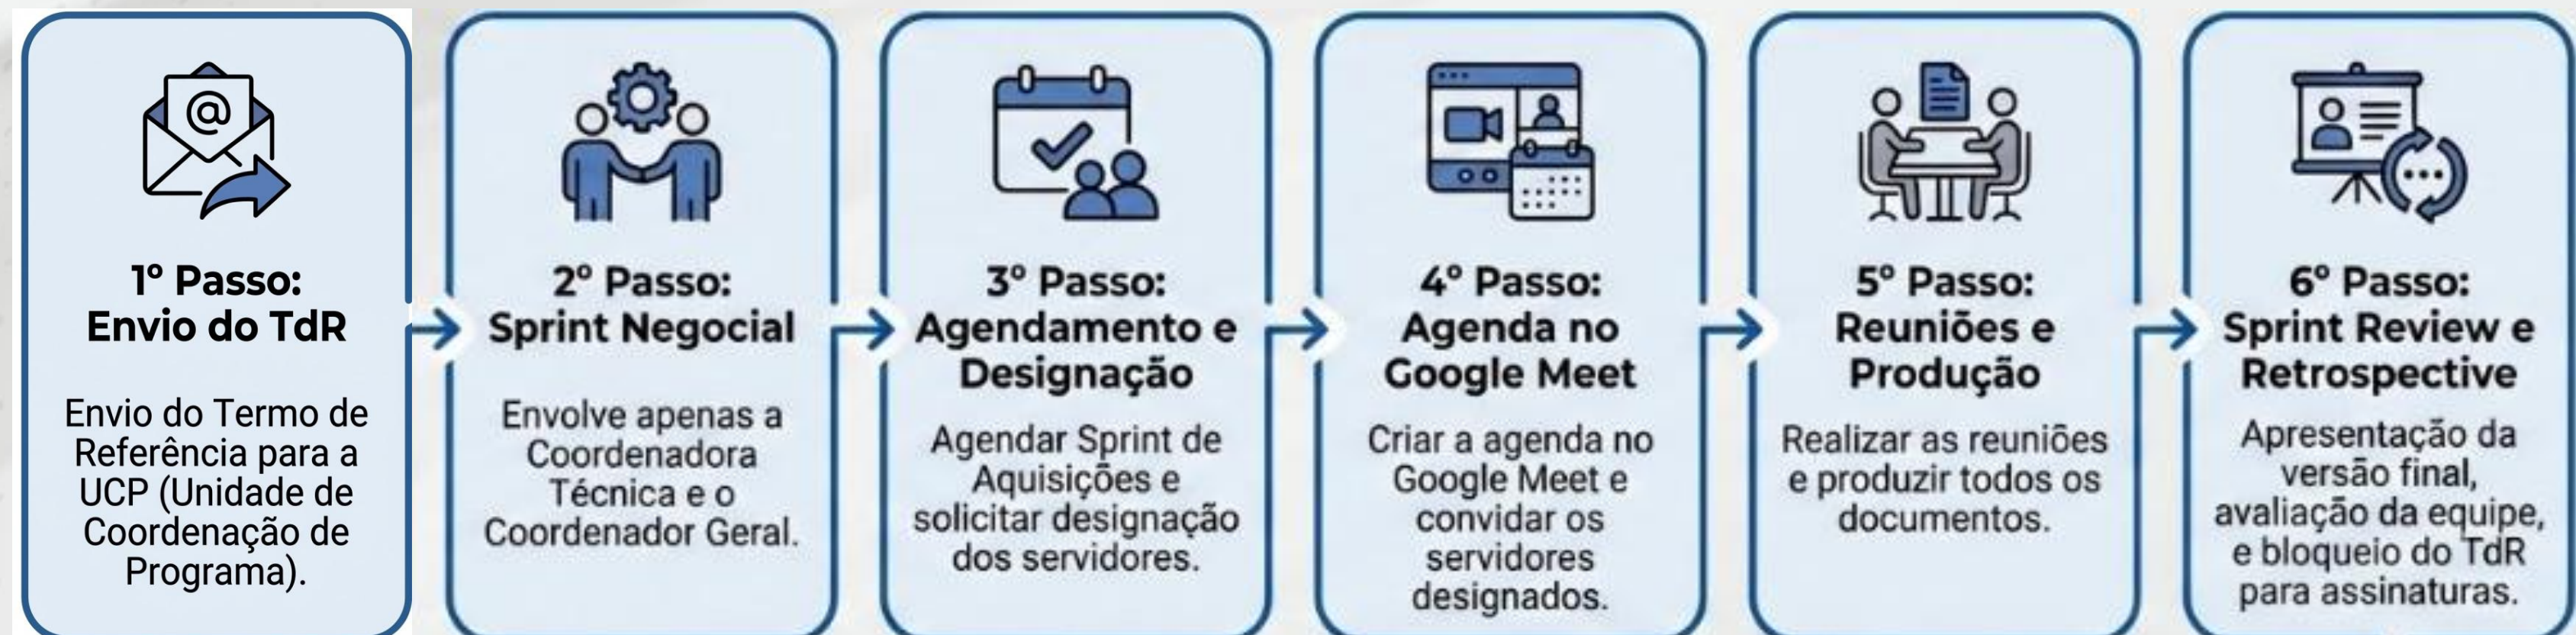 @
1º Passo:
Envio do TdR
Envio do Termo de
Referência para a
UCP (Unidade de
Coordenação de
Programa).
2º Passo:
Sprint Negocial
Envolve apenas a
Coordenadora
Técnica e o
Coordenador Geral.
3º Passo:
Agendamento e
Designação
Agendar Sprint de
Aquisições e
solicitar designação
dos servidores.
4º Passo:
Agenda no
Google Meet
Criar a agenda no
Google Meet e
convidar os
servidores
designados.
5º Passo:
Reuniões e
Produção
Realizar as reuniões
e produzir todos os
documentos.
6º Passo:
Sprint Review e
Retrospective
Apresentação da
versão final,
avaliação da equipe,
e bloqueio do TdR
para assinaturas.